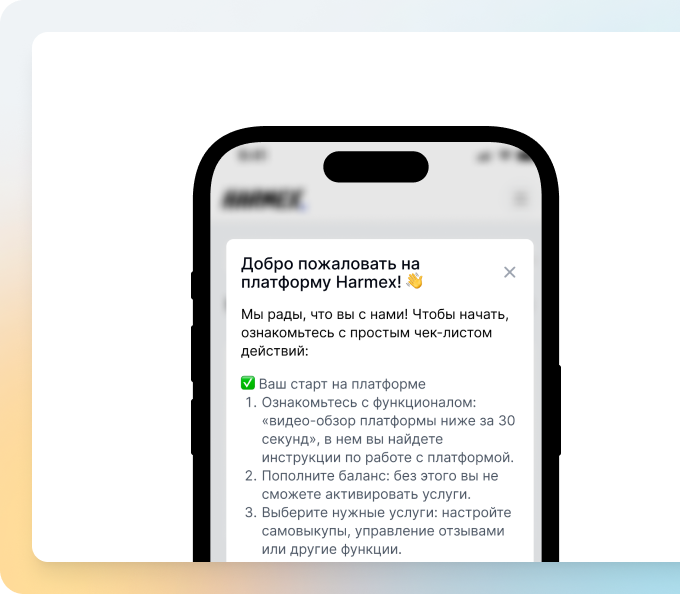 9:41
HARMEX.
Добро пожаловать на
платформу Harmex! 👋
Мы рады, что вы с нами! Чтобы начать,
ознакомьтесь с простым чек-листом
действий:
✅ Ваш старт на платформе
1. Ознакомьтесь с функционалом:
«видео-обзор платформы ниже за 30
секунд», в нем вы найдете
инструкции по работе с платформой.
2. Пополните баланс: без этого вы не
сможете активировать услуги.
3. Выберите нужные услуги: настройте
самовыкупы, управление отзывами
или другие функции.